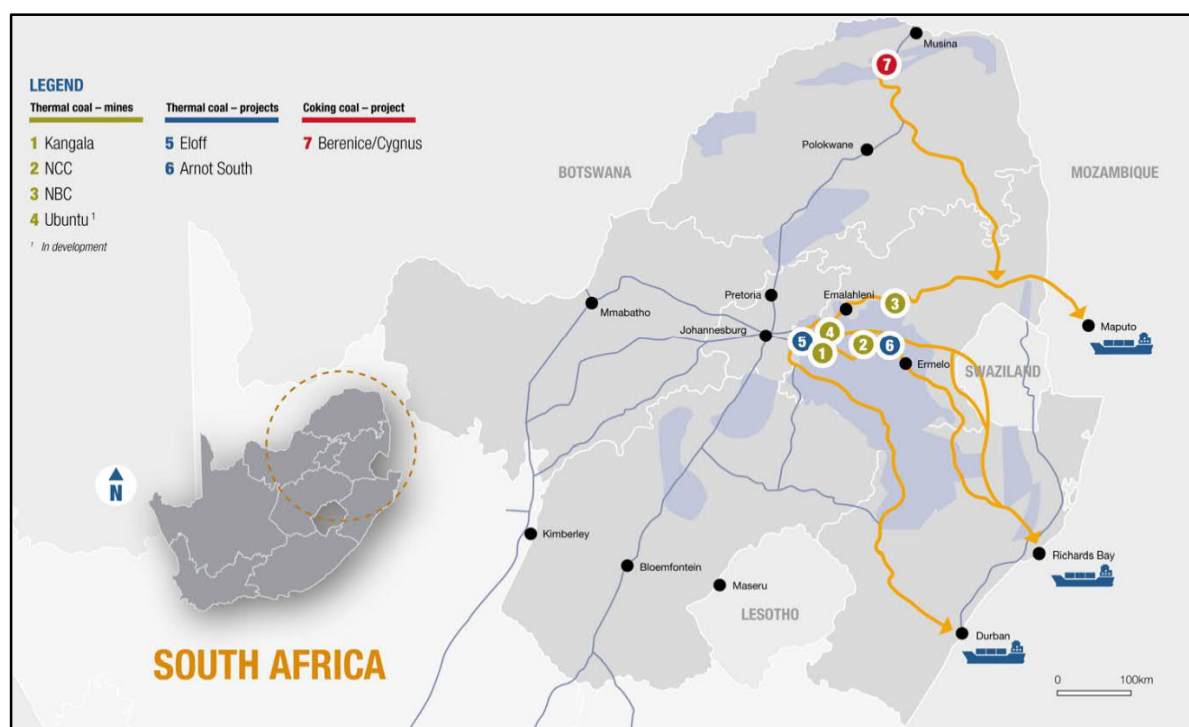 LEGEND
Thermal coal – mines
1 Kangala
2 NCC
3 NBC
4 Ubuntu ¹
¹ In development
Thermal coal – projects
5 Eloff
6 Arnot South
Coking coal – project
7 Berenice/Cygnus
Musina
7
Polokwane
BOTSWANA
MOZAMBIQUE
Pretoria
Emalahleni
3
Mmabatho
Johannesburg
5
4
1
2
6
Maputo
Ermelo
SWAZILAND
N
Kimberley
Bloemfontein
Maseru
LESOTHO
Richards Bay
Durban
SOUTH AFRICA
0 100km